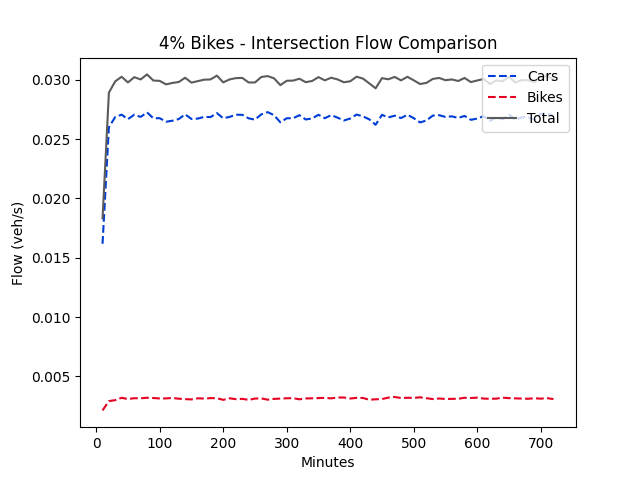 4% Bikes - Intersection Flow Comparison
Flow (veh/s)
0.030
0.025
0.020
0.015
0.010
0.005
Cars
Bikes
Total
0 100 200 300 400 500 600 700
Minutes